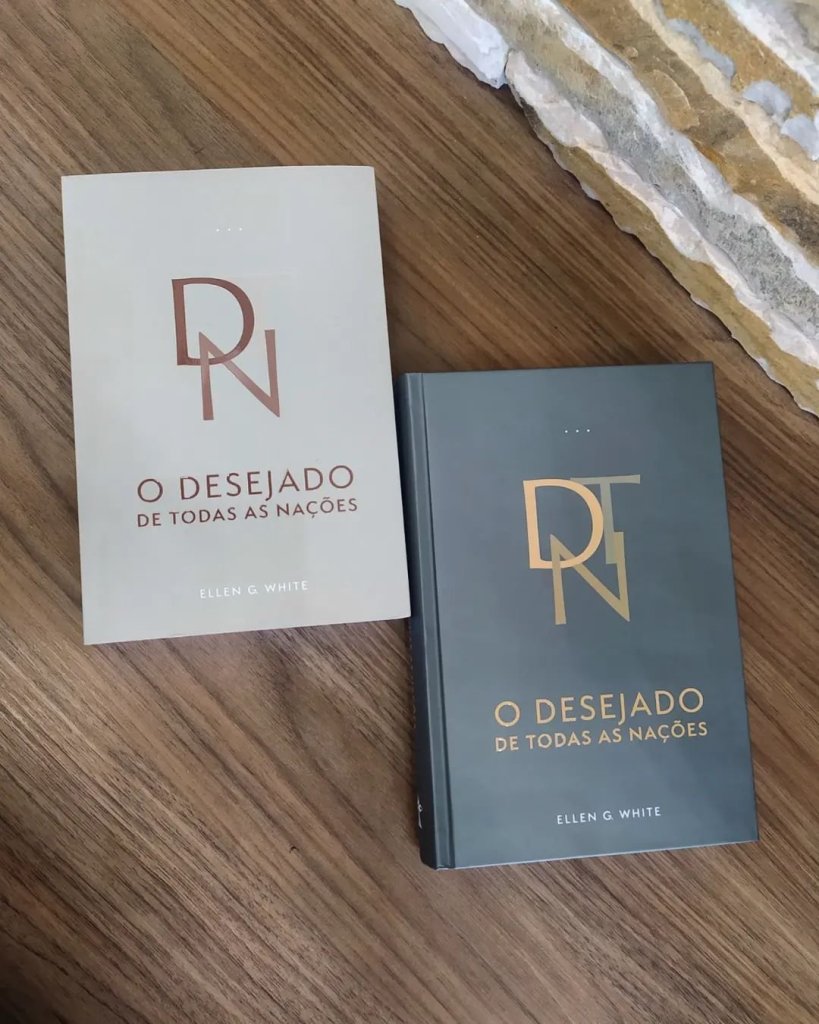 ...
DN
O DESEJADO
DE TODAS AS NAÇÕES
ELLEN G. WHITE
...
DTN
O DESEJADO
DE TODAS AS NAÇÕES
ELLEN G. WHITE